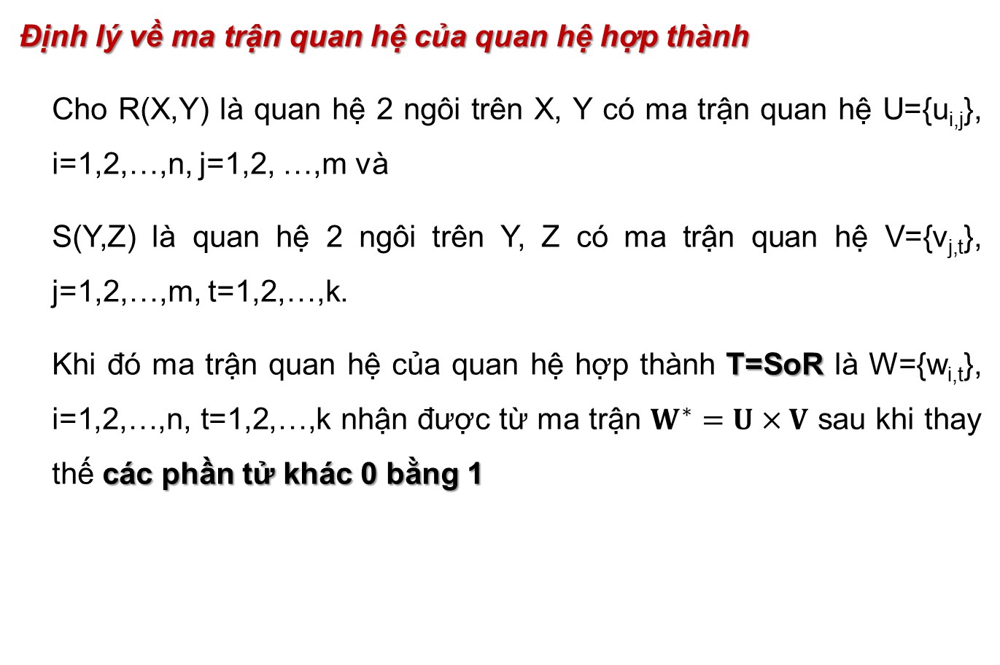 Định lý về ma trận quan hệ của quan hệ hợp thành
Cho R(X,Y) là quan hệ 2 ngôi trên X, Y có ma trận quan hệ U={u_{i,j}},
i=1,2,…,n, j=1,2, …,m và
S(Y,Z) là quan hệ 2 ngôi trên Y, Z có ma trận quan hệ V={v_{j,t}},
j=1,2,…,m, t=1,2,…,k.
Khi đó ma trận quan hệ của quan hệ hợp thành T=SoR là W={w_{i,t}},
i=1,2,…,n, t=1,2,…,k nhận được từ ma trận W* = U × V sau khi thay
thế các phần tử khác 0 bằng 1